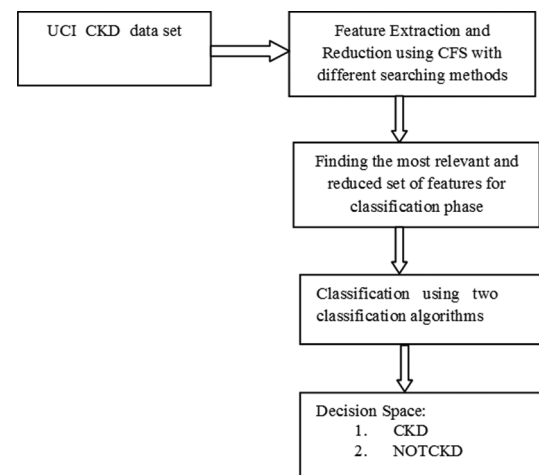 UCI CKD data set
Feature Extraction and
Reduction using CFS with
different searching methods
Finding the most relevant and
reduced set of features for
classification phase
Classification using two
classification algorithms
Decision Space:
1. CKD
2. NOTCKD